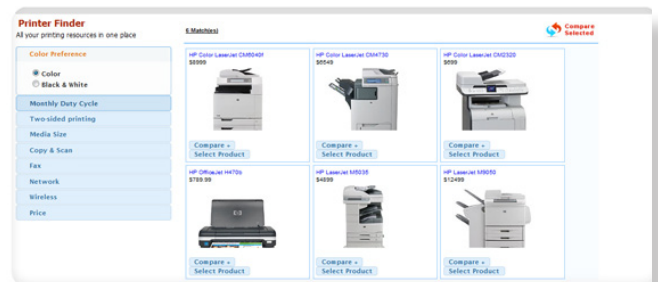 Printer Finder
All your printing resources in one place
Color Preference
Color
Black & White
Monthly Duty Cycle
Two-sided printing
Media Size
Copy & Scan
Fax
Network
Wireless
Price
6 Match(es)
Compare
Selected
HP Color LaserJet CM6040f
$8999
Compare +
Select Product
HP Color LaserJet CM4730
$6549
Compare +
Select Product
HP Color LaserJet CM2320
$699
Compare +
Select Product
HP OfficeJet H470b
$789.99
Compare +
Select Product
HP LaserJet M5035
$4899
Compare +
Select Product
HP LaserJet M9050
$12499
Compare +
Select Product